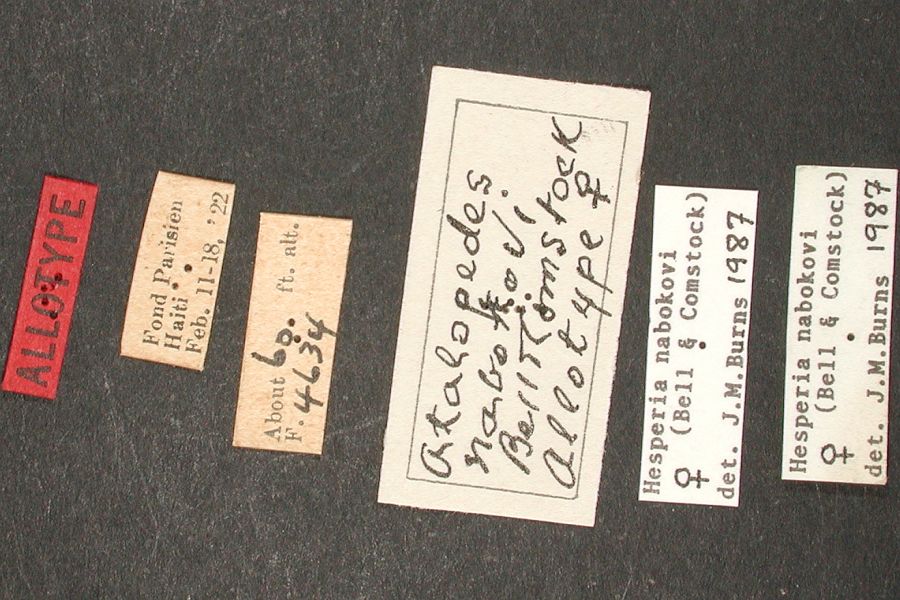 ALLOTYPE
Fond Parisien
Haiti
Feb. 11-18, '22
About 60. ft. alt.
F. 4634
Atalopedes
nabokovi
Bell & Comstock
Allotype ♀
Hesperia nabokovi
♀ (Bell & Comstock)
det. J.M.Burns 1987
Hesperia nabokovi
♀ (Bell & Comstock)
det. J.M.Burns 1987